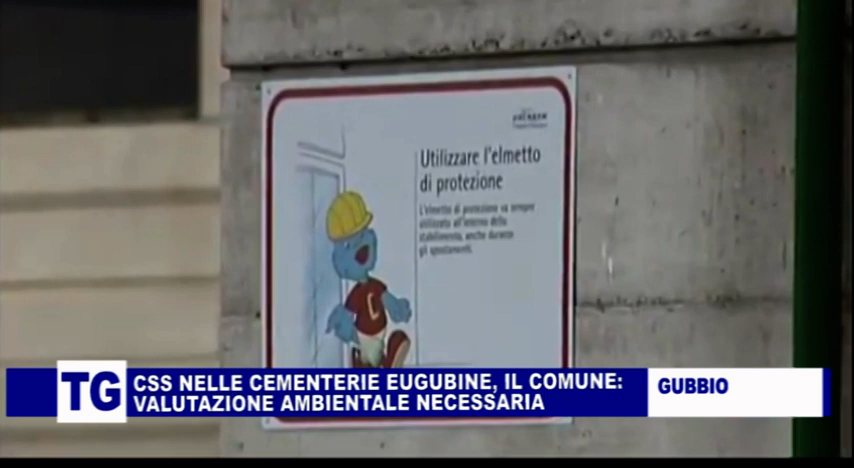 Utilizzare l'elmetto
di protezione
L'elmetto di protezione va sempre
utilizzato all'interno dello
stabilimento, anche durante
gli spostamenti.
C
TG
CSS NELLE CEMENTERIE EUGUBINE, IL COMUNE:
VALUTAZIONE AMBIENTALE NECESSARIA
GUBBIO